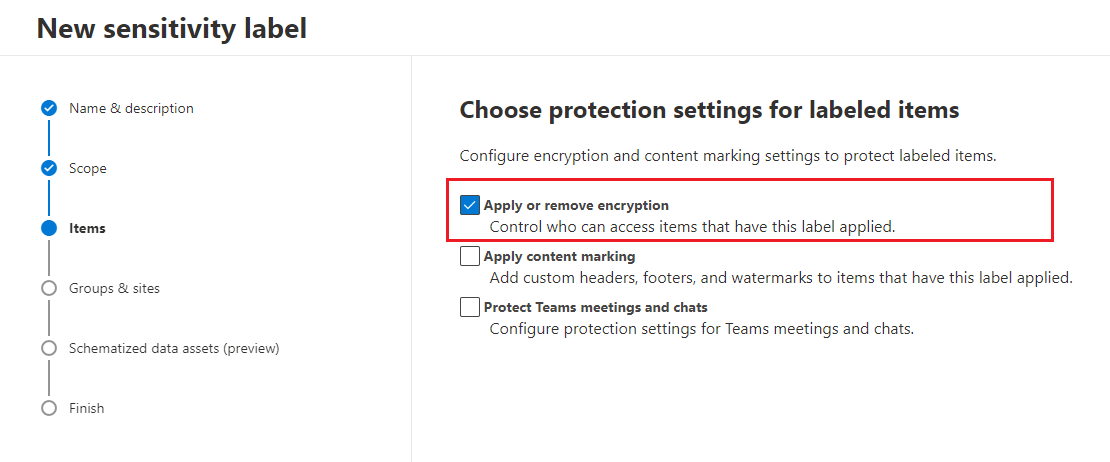 New sensitivity label
Name & description
Scope
Items
Groups & sites
Schematized data assets (preview)
Finish
Choose protection settings for labeled items
Configure encryption and content marking settings to protect labeled items.
Apply or remove encryption
Control who can access items that have this label applied.
Apply content marking
Add custom headers, footers, and watermarks to items that have this label applied.
Protect Teams meetings and chats
Configure protection settings for Teams meetings and chats.